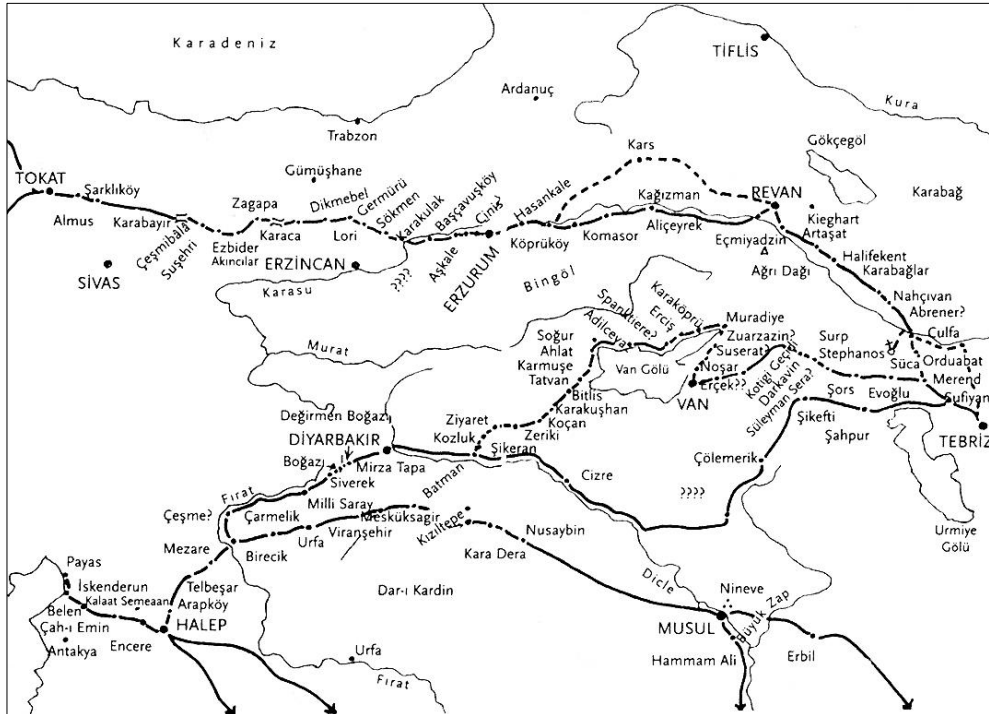 Karadeniz
TİFLİS
Kura
Ardanuç
Trabzon
Gökçegöl
Kars
Gümüşhane
TOKAT
Şarklıköy
Almus
Karabayır
Çeşmibâlâ
Suşehri
Zagapa
Ezbider
Akıncılar
Karaca
Dikmebel
Lori
Germürü
Sökmen
Karakulak
????
Başçavuşköy
Aşkale
Cinis?
ERZURUM
Hasankale
Köprüköy
Komasor
Kağızman
Aliçeyrek
REVAN
Eçmiyadzin
Kieghart
Artaşat
Karabağ
Ağrı Dağı
Halifekent
Karabağlar
Nahçıvan
Abrener?
Culfa
Orduabat
SİVAS
ERZİNCAN
Karasu
Bingöl
Murat
Soğur
Ahlat
Karmuşe
Tatvan
Spanktiere?
Adilcevaz
Erciş
Karaköprü
Muradiye
Zuarzazin?
Suserat?
Noşar
Erçek??
Van Gölü
VAN
Kotigi Geçidi
Darkavin
Süleyman Sera?
Surp
Stephanos
Süca
Merend
Sufiyan
TEBRİZ
Şors
Evoğlu
Şikefti
Şahpur
Çölemerik
????
Urmiye
Gölü
Bitlis
Karakuşhan
Koçan
Zeriki
Şikeran
Ziyaret
Kozluk
Batman
Cizre
Değirmen Boğazı
DİYARBAKIR
Boğazı
Mirza Tapa
Siverek
Milli Saray
Fırat
Çeşme?
Çarmelik
Mezare
Birecik
Urfa
Viranşehir
Mesküksagir
Kızıltepe
Kara Dera
Nusaybin
Dar-ı Kardin
Dicle
Nineve
Büyük Zap
MUSUL
Hammam Ali
Erbil
Payas
İskenderun
Kalaat Semeaan
Belen
Çah-ı Emin
Antakya
Encere
Telbeşar
Arapköy
HALEP
Urfa
Fırat